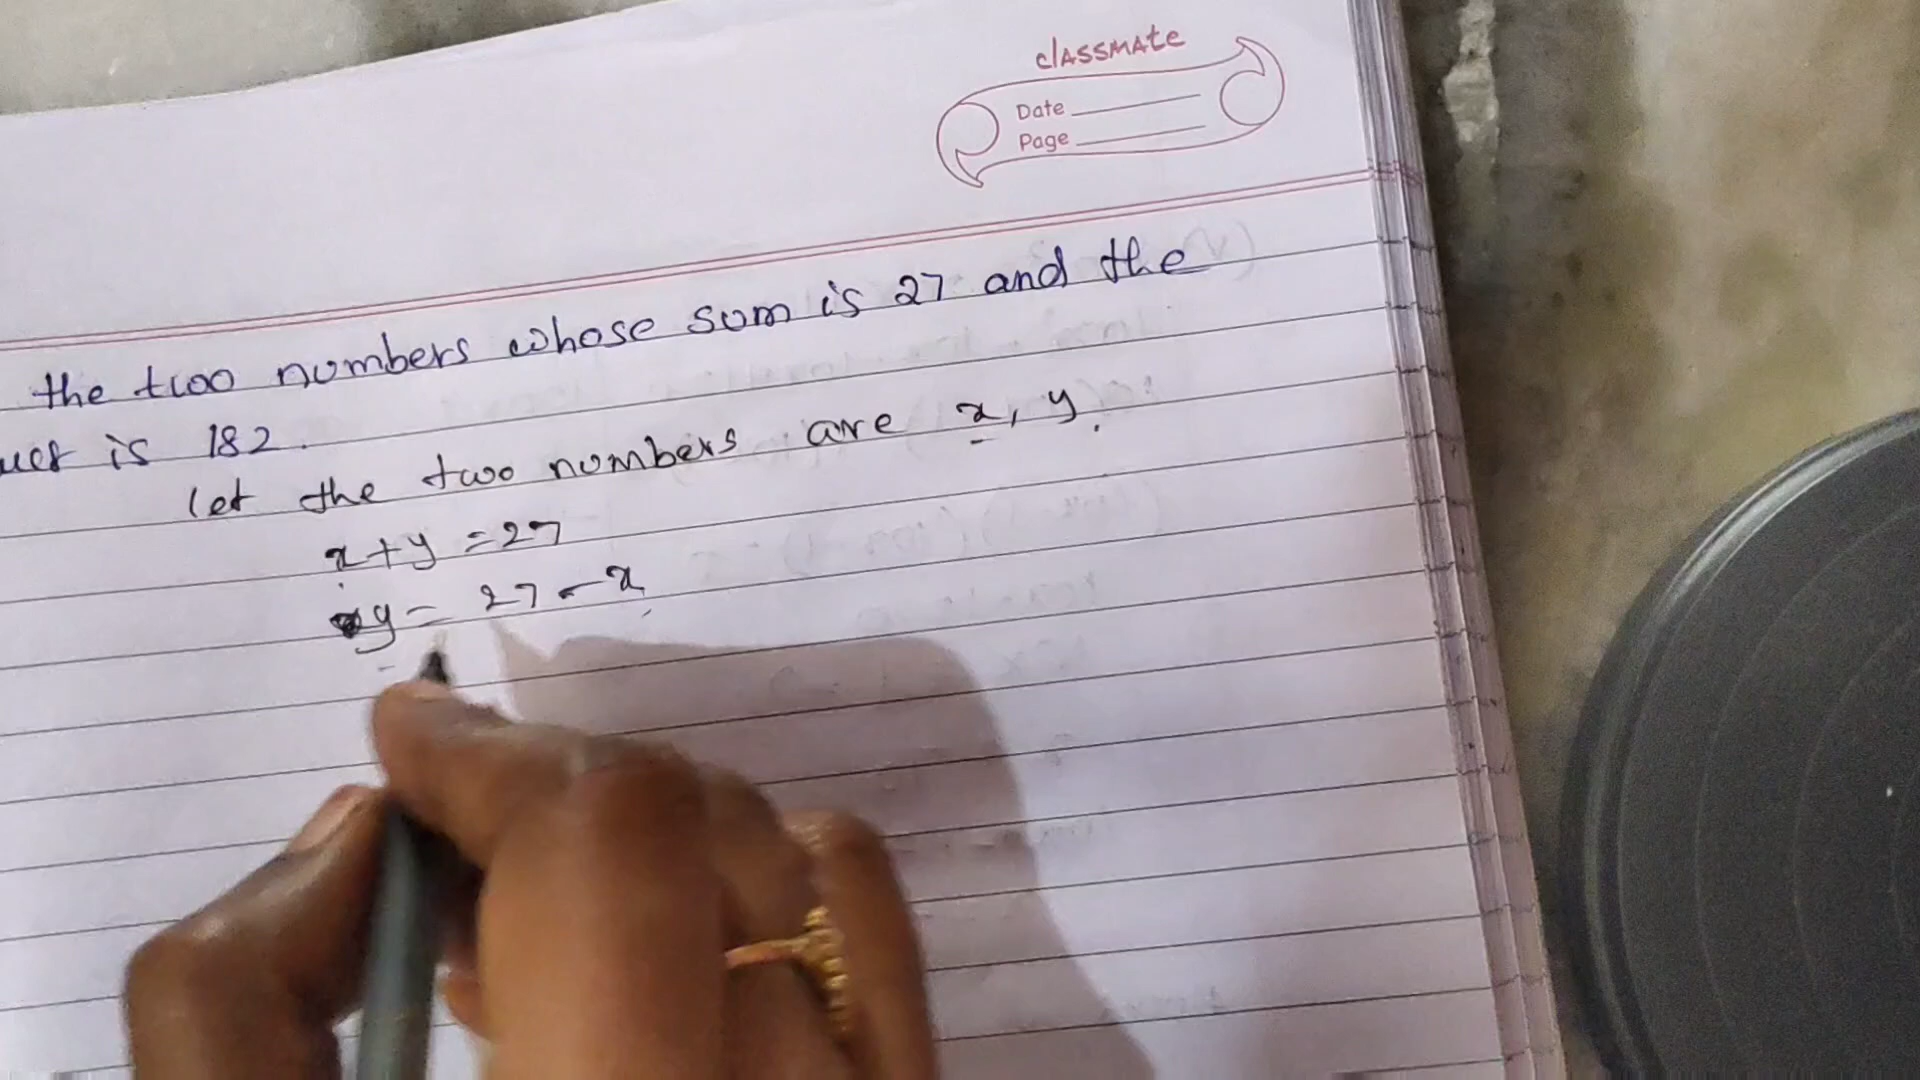 classmate
Date
Page
the two numbers whose sum is 27 and the
is 182.
let the two numbers are x, y.
x+y =27
y= 27-x